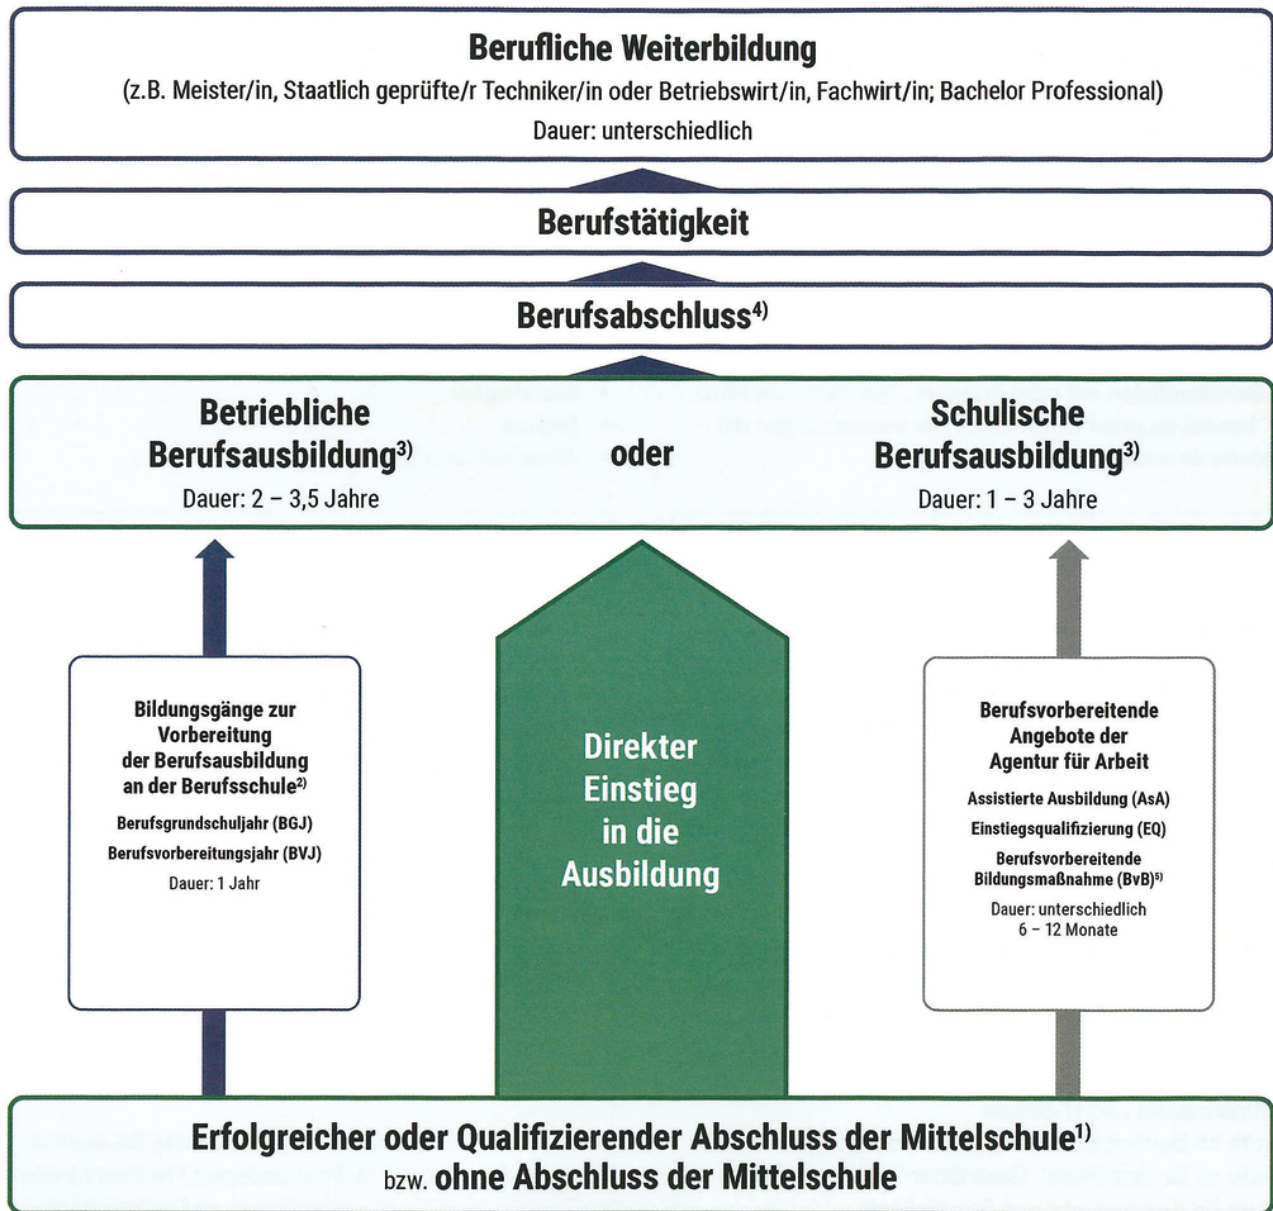 Berufliche Weiterbildung
(z.B. Meister/in, Staatlich geprüfte/r Techniker/in oder Betriebswirt/in, Fachwirt/in; Bachelor Professional)
Dauer: unterschiedlich
Berufstätigkeit
Berufsabschluss⁴⁾
Betriebliche
Berufsausbildung³⁾
Dauer: 2 – 3,5 Jahre
oder
Schulische
Berufsausbildung³⁾
Dauer: 1 – 3 Jahre
Bildungsgänge zur
Vorbereitung
der Berufsausbildung
an der Berufsschule²⁾
Berufsgrundschuljahr (BGJ)
Berufsvorbereitungsjahr (BVJ)
Dauer: 1 Jahr
Direkter
Einstieg
in die
Ausbildung
Berufsvorbereitende
Angebote der
Agentur für Arbeit
Assistierte Ausbildung (AsA)
Einstiegsqualifizierung (EQ)
Berufsvorbereitende
Bildungsmaßnahme (BvB)⁵⁾
Dauer: unterschiedlich
6 – 12 Monate
Erfolgreicher oder Qualifizierender Abschluss der Mittelschule¹⁾
bzw. ohne Abschluss der Mittelschule